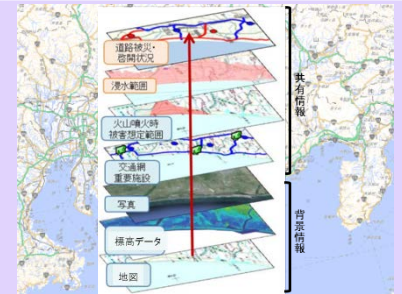 道路被災・
啓開状況
浸水範囲
火山噴火時
被害想定範囲
交通網
重要施設
写真
標高データ
地図
共有情報
背景情報